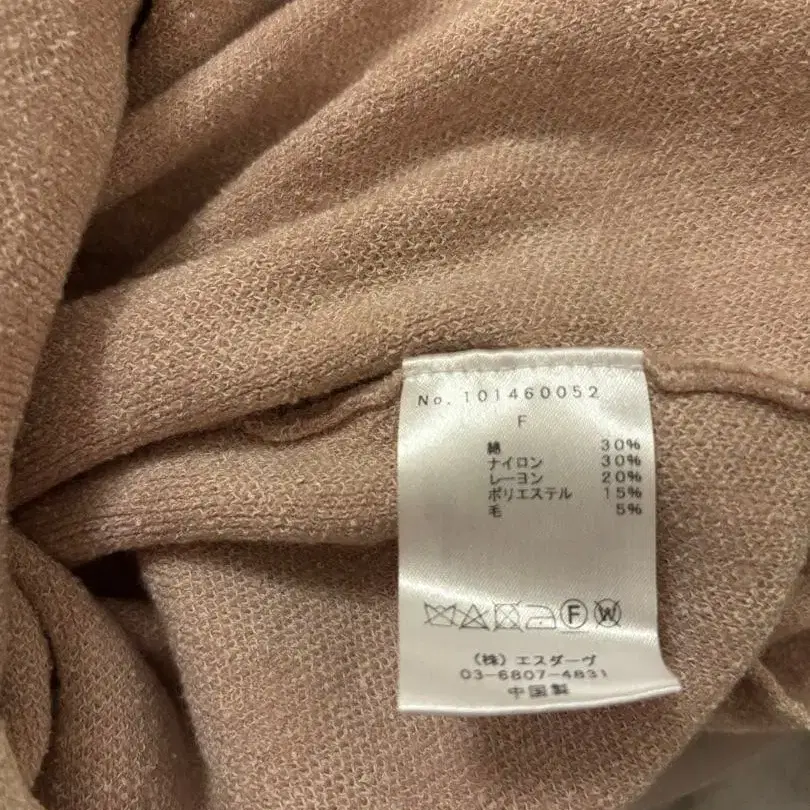 No. 101460052
F
綿 30%
ナイロン 30%
レーヨン 20%
ポリエステル 15%
毛 5%
F W
(株) エスダーヴ
03-6807-4831
中国製